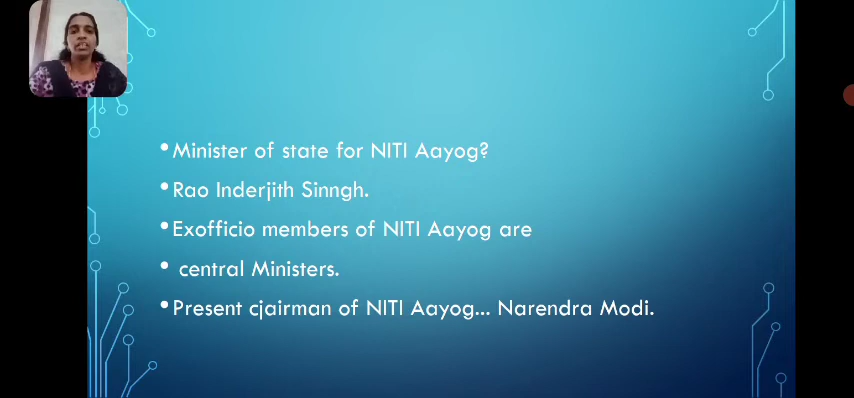 •Minister of state for NITI Aayog?
•Rao Inderjith Sinngh.
•Exofficio members of NITI Aayog are
• central Ministers.
•Present cjairman of NITI Aayog... Narendra Modi.